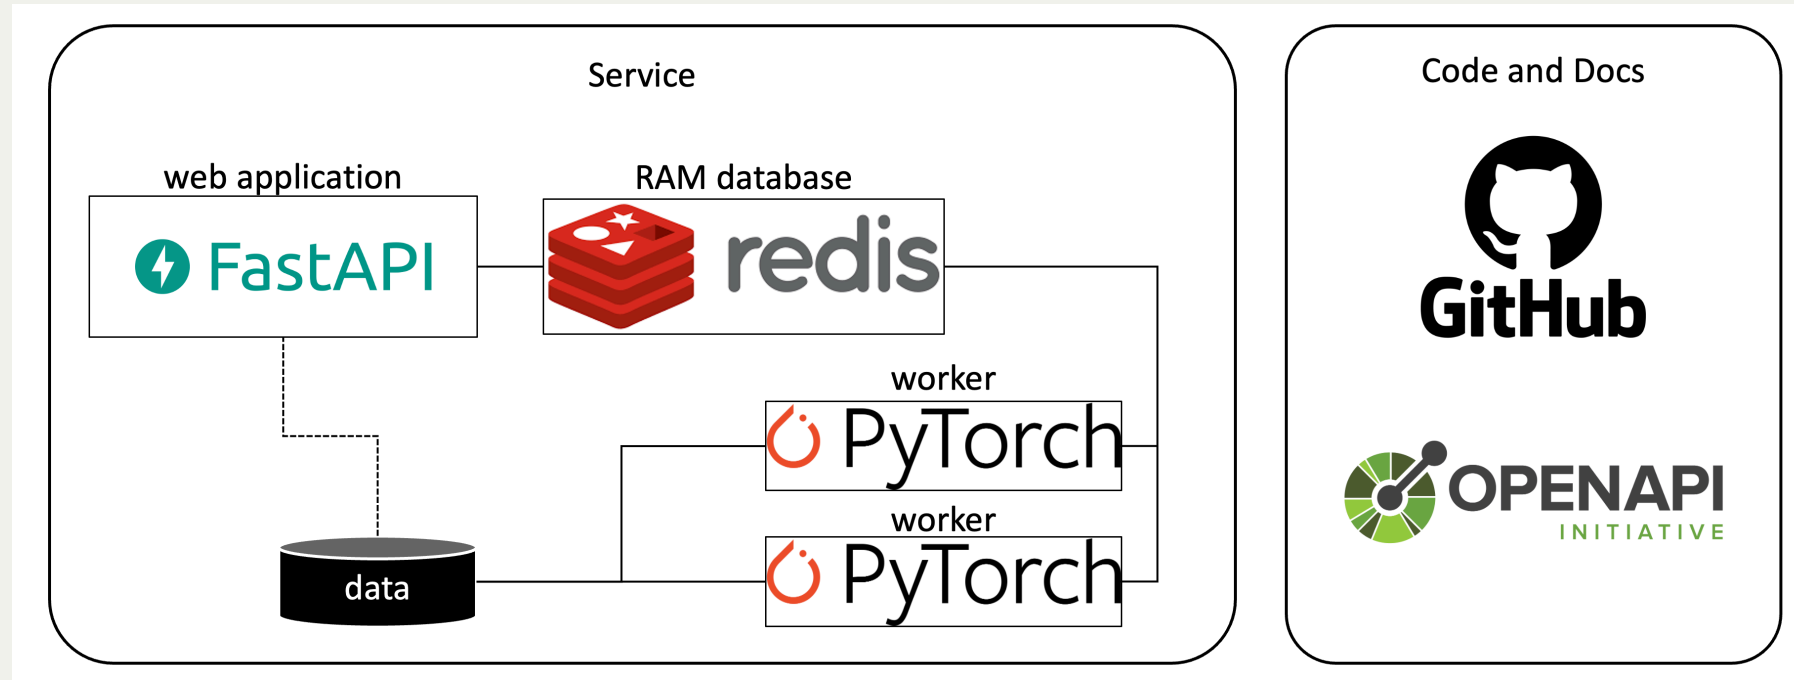 Service
web application
FastAPI
RAM database
redis
worker
PyTorch
worker
PyTorch
data
Code and Docs
GitHub
OPENAPI
INITIATIVE